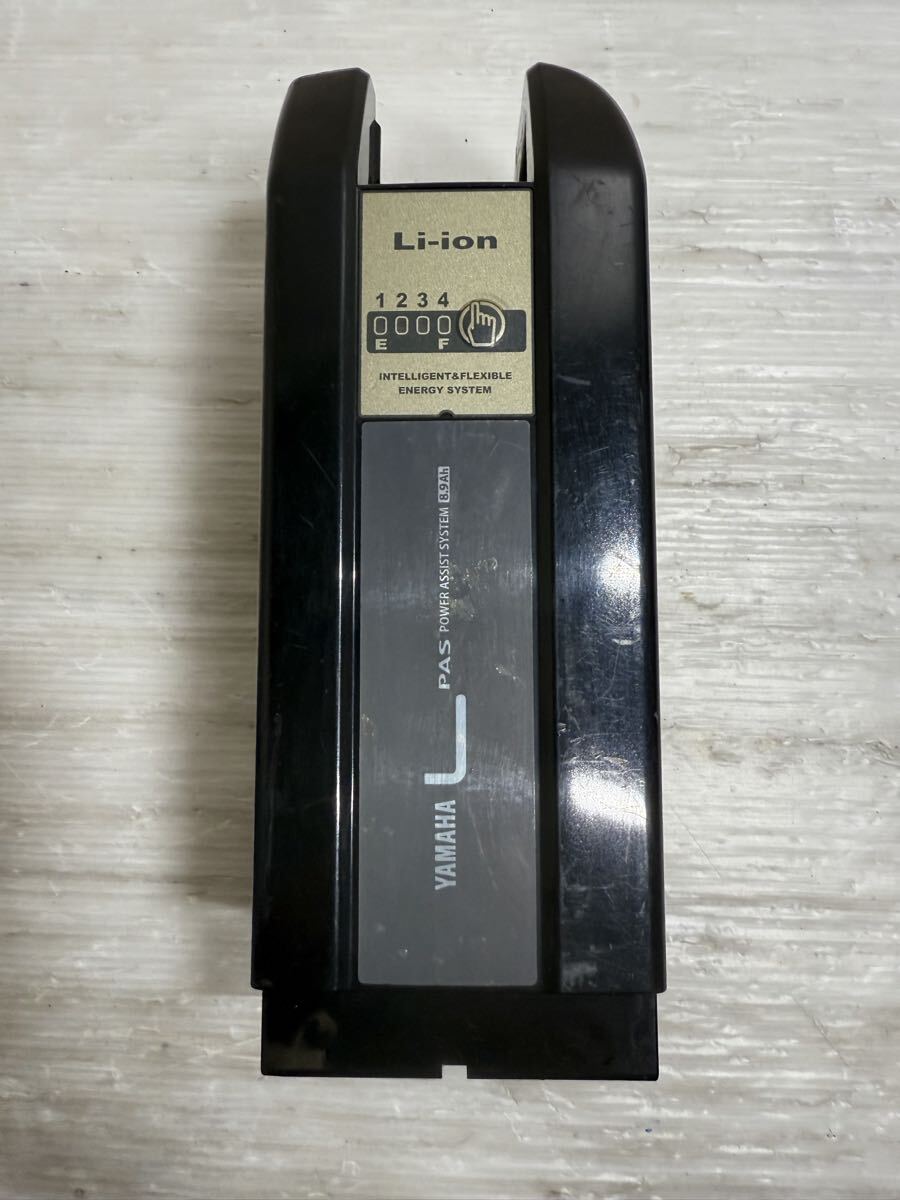 Li-ion
1 2 3 4
E F
INTELLIGENT&FLEXIBLE
ENERGY SYSTEM
YAMAHA L PAS POWER ASSIST SYSTEM 8.9Ah